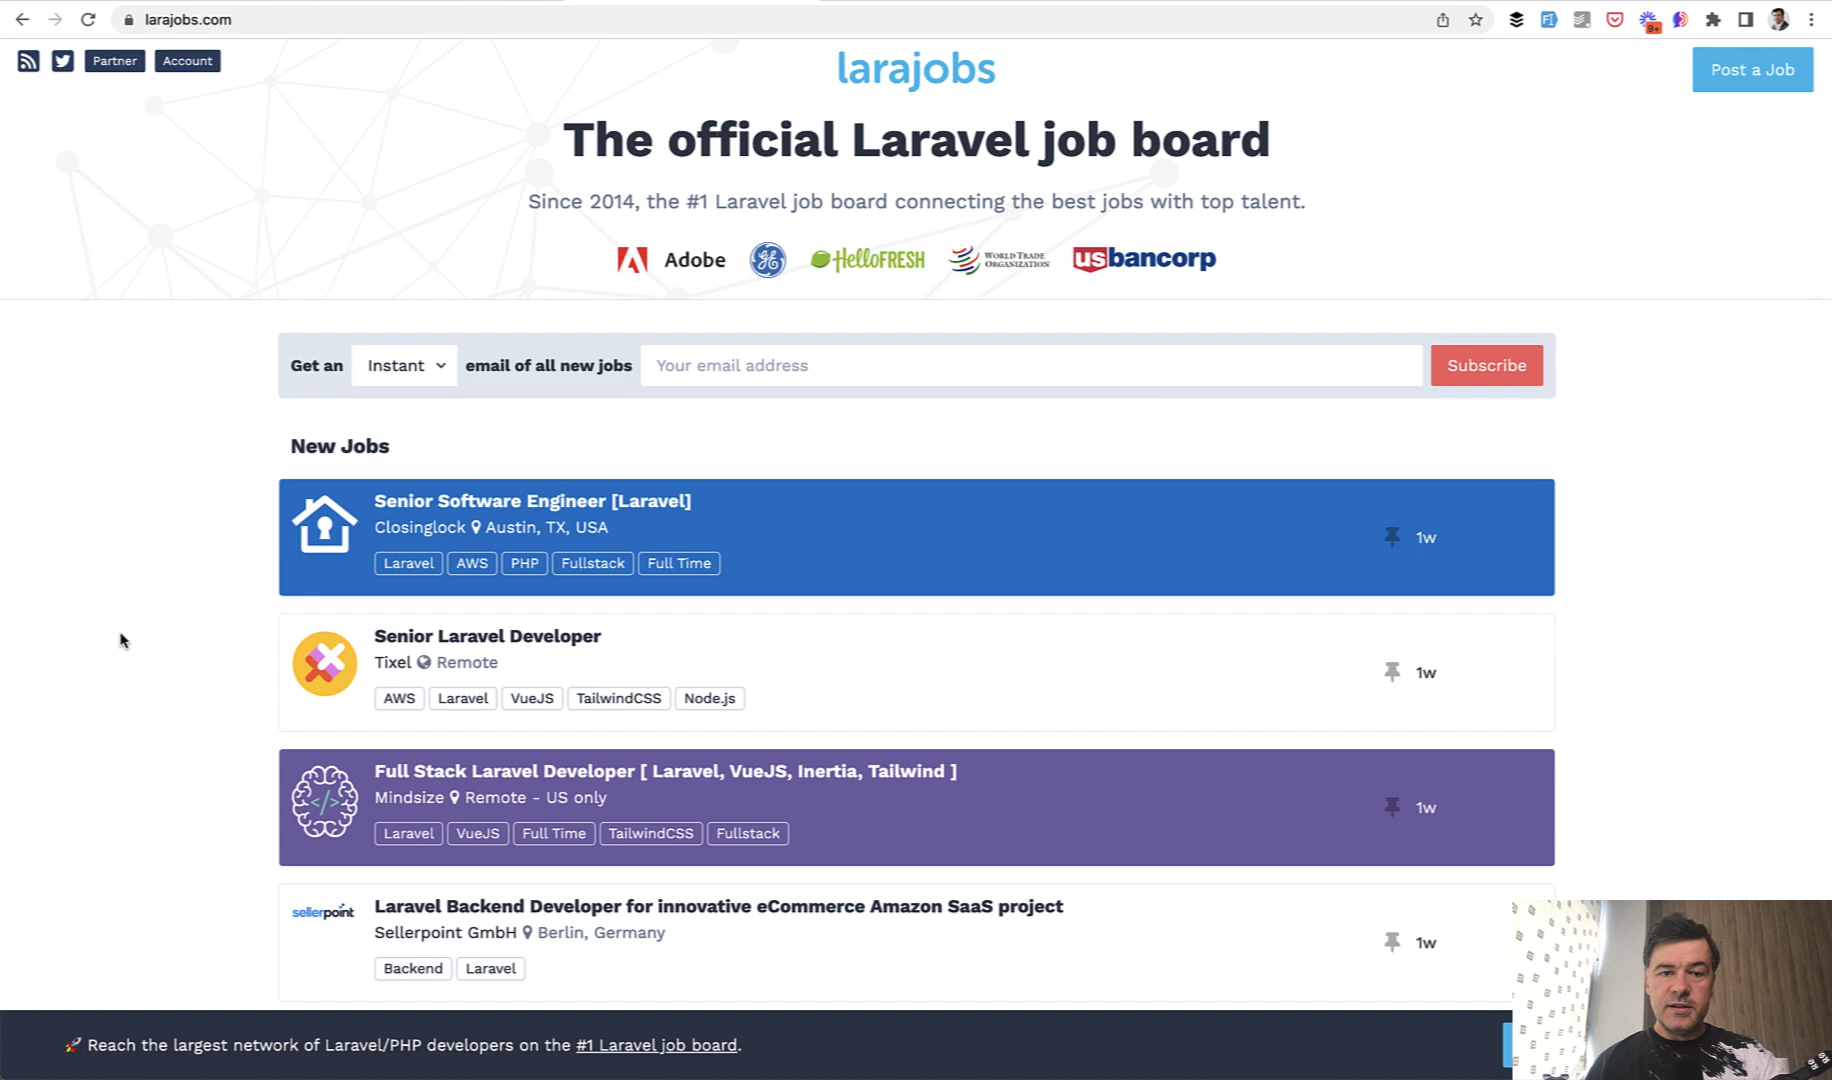 larajobs.com
9+
Partner
Account
larajobs
Post a Job
The official Laravel job board
Since 2014, the #1 Laravel job board connecting the best jobs with top talent.
Adobe
HelloFRESH
WORLD TRADE
ORGANIZATION
usbancorp
Get an
Instant
email of all new jobs
Your email address
Subscribe
New Jobs
Senior Software Engineer [Laravel]
Closinglock Austin, TX, USA
1w
Laravel AWS PHP Fullstack Full Time
Senior Laravel Developer
Tixel Remote
1w
AWS Laravel VueJS TailwindCSS Node.js
Full Stack Laravel Developer [ Laravel, VueJS, Inertia, Tailwind ]
Mindsize Remote - US only
1w
Laravel VueJS Full Time TailwindCSS Fullstack
sellerpoint
Laravel Backend Developer for innovative eCommerce Amazon SaaS project
Sellerpoint GmbH Berlin, Germany
1w
Backend Laravel
Reach the largest network of Laravel/PHP developers on the #1 Laravel job board.